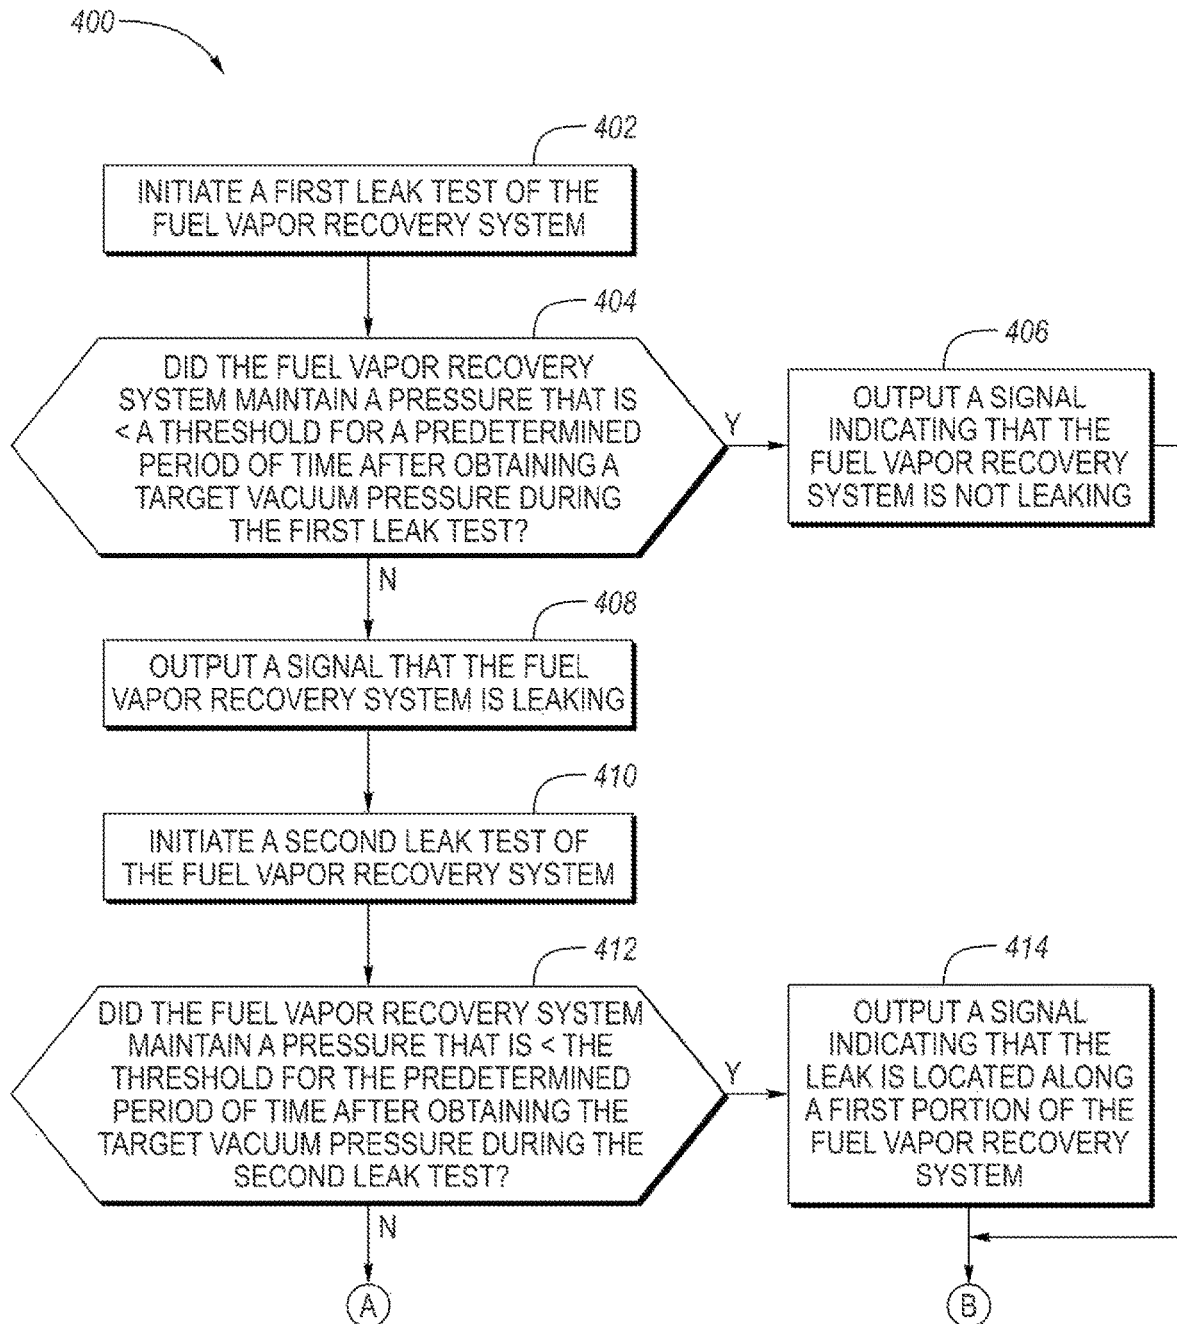 400
402
INITIATE A FIRST LEAK TEST OF THE
FUEL VAPOR RECOVERY SYSTEM
404
DID THE FUEL VAPOR RECOVERY
SYSTEM MAINTAIN A PRESSURE THAT IS
< A THRESHOLD FOR A PREDETERMINED
PERIOD OF TIME AFTER OBTAINING A
TARGET VACUUM PRESSURE DURING
THE FIRST LEAK TEST?
Y
406
OUTPUT A SIGNAL
INDICATING THAT THE
FUEL VAPOR RECOVERY
SYSTEM IS NOT LEAKING
N
408
OUTPUT A SIGNAL THAT THE FUEL
VAPOR RECOVERY SYSTEM IS LEAKING
410
INITIATE A SECOND LEAK TEST OF
THE FUEL VAPOR RECOVERY SYSTEM
412
DID THE FUEL VAPOR RECOVERY SYSTEM
MAINTAIN A PRESSURE THAT IS < THE
THRESHOLD FOR THE PREDETERMINED
PERIOD OF TIME AFTER OBTAINING THE
TARGET VACUUM PRESSURE DURING THE
SECOND LEAK TEST?
Y
414
OUTPUT A SIGNAL
INDICATING THAT THE
LEAK IS LOCATED ALONG
A FIRST PORTION OF THE
FUEL VAPOR RECOVERY
SYSTEM
N
A
B